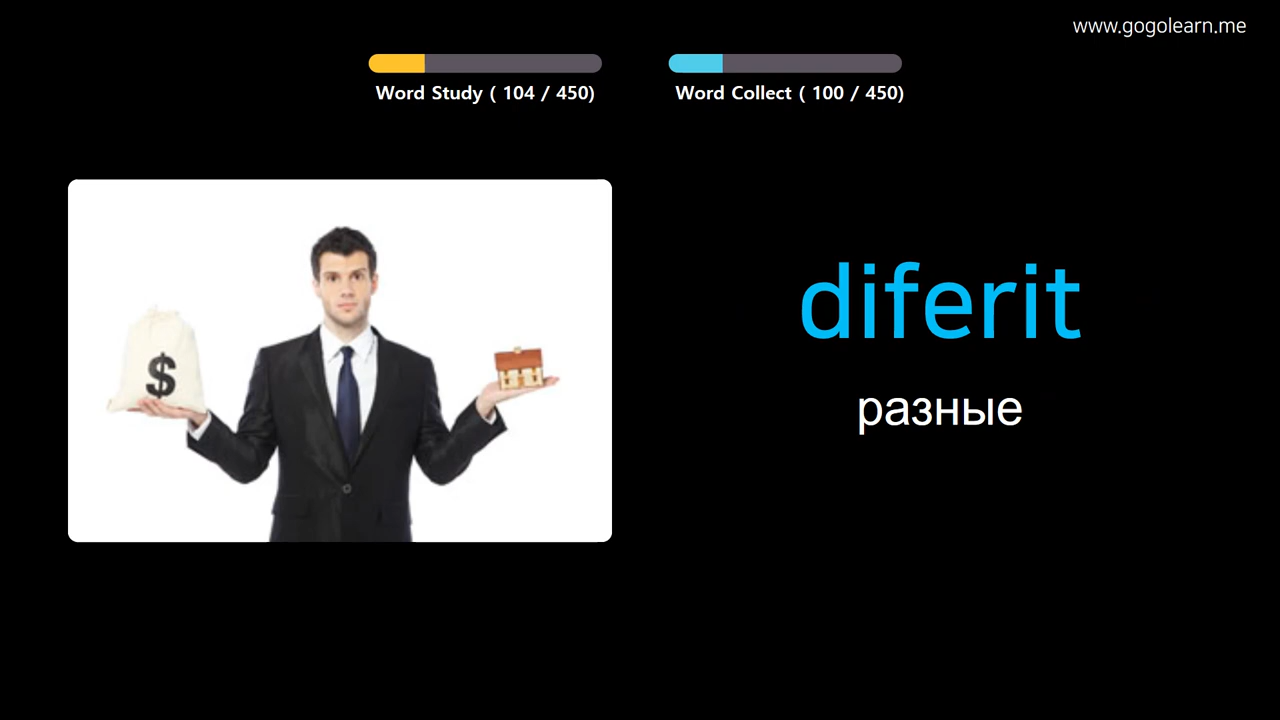 www.gogolearn.me
Word Study ( 104 / 450)
Word Collect ( 100 / 450)
$
diferit
разные